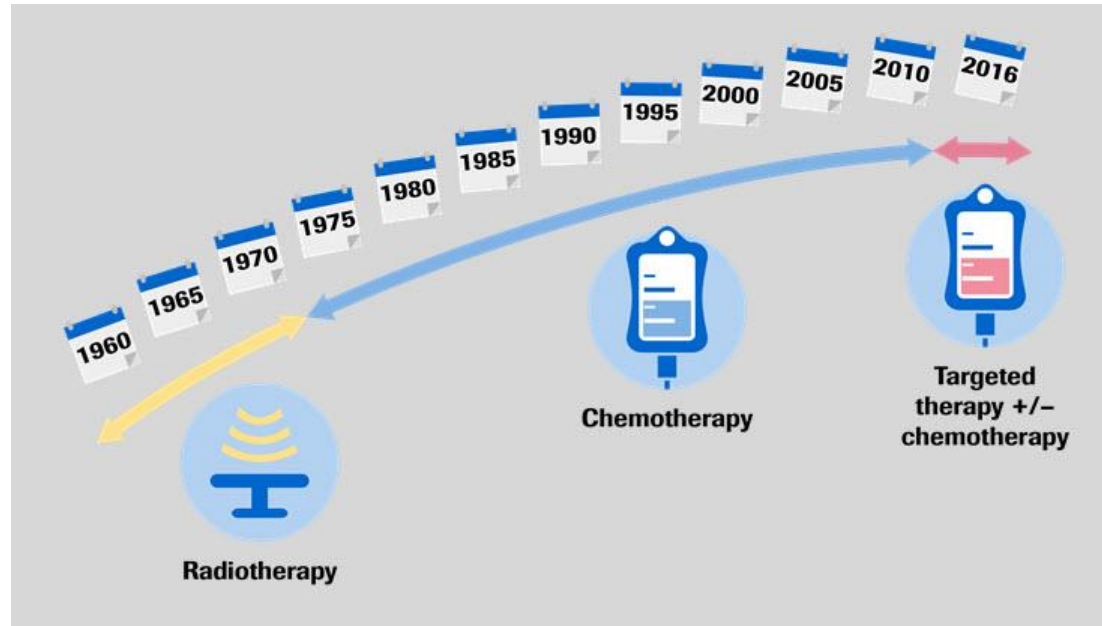 1960
1965
1970
1975
1980
1985
1990
1995
2000
2005
2010
2016
Radiotherapy
Chemotherapy
Targeted
therapy +/–
chemotherapy